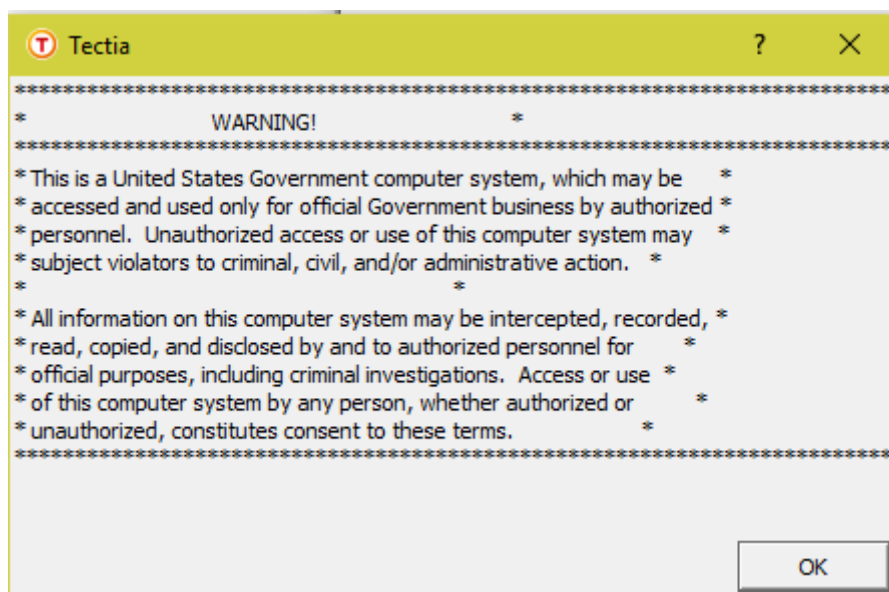 Tectia ? ×
******************************************************************************
* WARNING! *
******************************************************************************
* This is a United States Government computer system, which may be *
* accessed and used only for official Government business by authorized *
* personnel.  Unauthorized access or use of this computer system may *
* subject violators to criminal, civil, and/or administrative action. *
* *
* All information on this computer system may be intercepted, recorded, *
* read, copied, and disclosed by and to authorized personnel for *
* official purposes, including criminal investigations.  Access or use *
* of this computer system by any person, whether authorized or *
* unauthorized, constitutes consent to these terms. *
******************************************************************************
OK